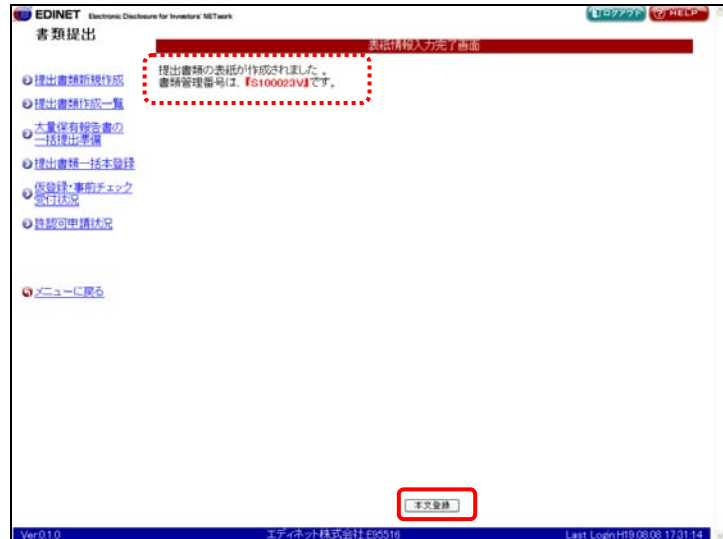 EDINET Electronic Disclosure for Investors' NETwork
ログアウト HELP
書類提出
表紙情報入力完了画面
提出書類の表紙が作成されました。
書類管理番号は、『S100023V』です。
提出書類新規作成
提出書類作成一覧
大量保有報告書の
一括提出準備
提出書類一括本登録
仮登録・事前チェック
受付状況
許認可申請状況
メニューに戻る
本文登録
Ver.0.1.0 エディネット株式会社 E95516 Last Login:H19.08.08 17:31:14